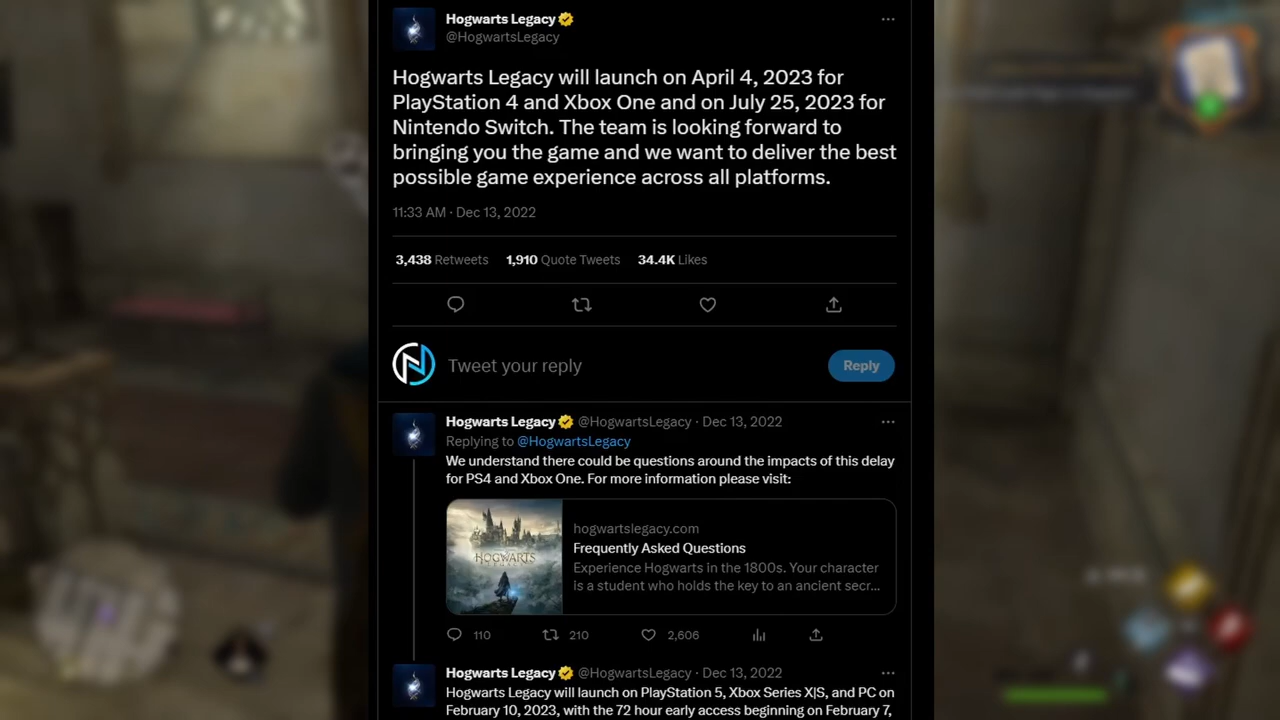 Hogwarts Legacy
@HogwartsLegacy
Hogwarts Legacy will launch on April 4, 2023 for
PlayStation 4 and Xbox One and on July 25, 2023 for
Nintendo Switch. The team is looking forward to
bringing you the game and we want to deliver the best
possible game experience across all platforms.
11:33 AM · Dec 13, 2022
3,438 Retweets 1,910 Quote Tweets 34.4K Likes
Tweet your reply Reply
Hogwarts Legacy @HogwartsLegacy · Dec 13, 2022
Replying to @HogwartsLegacy
We understand there could be questions around the impacts of this delay
for PS4 and Xbox One. For more information please visit:
hogwartslegacy.com
Frequently Asked Questions
Experience Hogwarts in the 1800s. Your character
is a student who holds the key to an ancient secr...
HOGWARTS
110 210 2,606
Hogwarts Legacy @HogwartsLegacy · Dec 13, 2022
Hogwarts Legacy will launch on PlayStation 5, Xbox Series X|S, and PC on
February 10, 2023, with the 72 hour early access beginning on February 7,